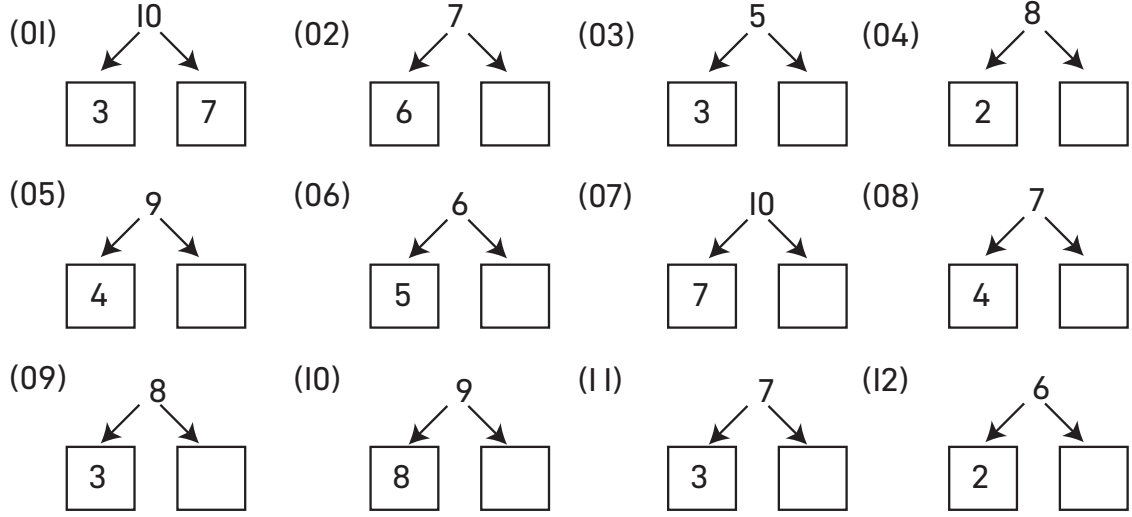 (01) 10 (02) 7 (03) 5 (04) 8
3 7 6 3 2
(05) 9 (06) 6 (07) 10 (08) 7
4 5 7 4
(09) 8 (10) 9 (11) 7 (12) 6
3 8 3 2